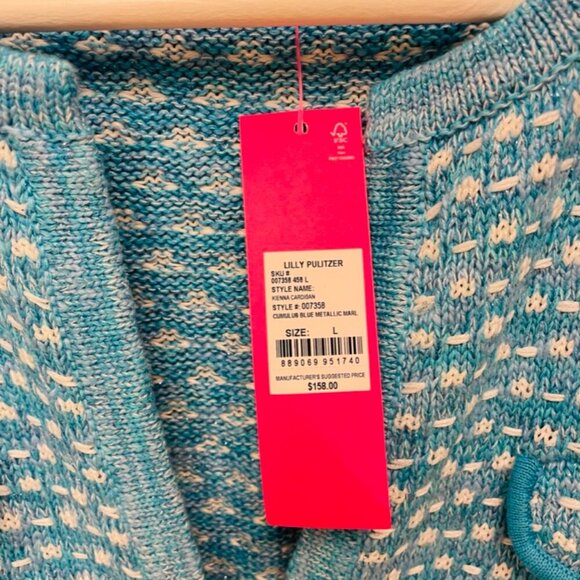 FSC
LILLY PULITZER
SKU #
007358 458 L
STYLE NAME:
KENNA CARDIGAN
STYLE #: 007358
CUMULUS BLUE METALLIC MARL
SIZE: L
889069 951740
MANUFACTURER'S SUGGESTED PRICE
$158.00